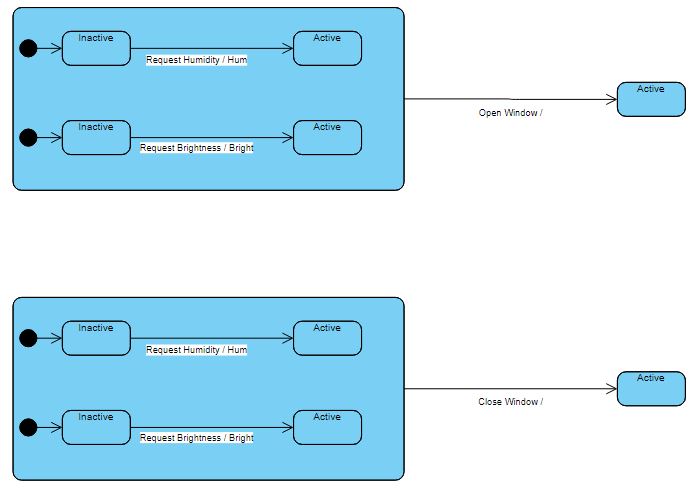 Inactive
Active
Request Humidity / Hum
Active
Open Window /
Inactive
Active
Request Brightness / Bright
Inactive
Active
Request Humidity / Hum
Active
Close Window /
Inactive
Active
Request Brightness / Bright